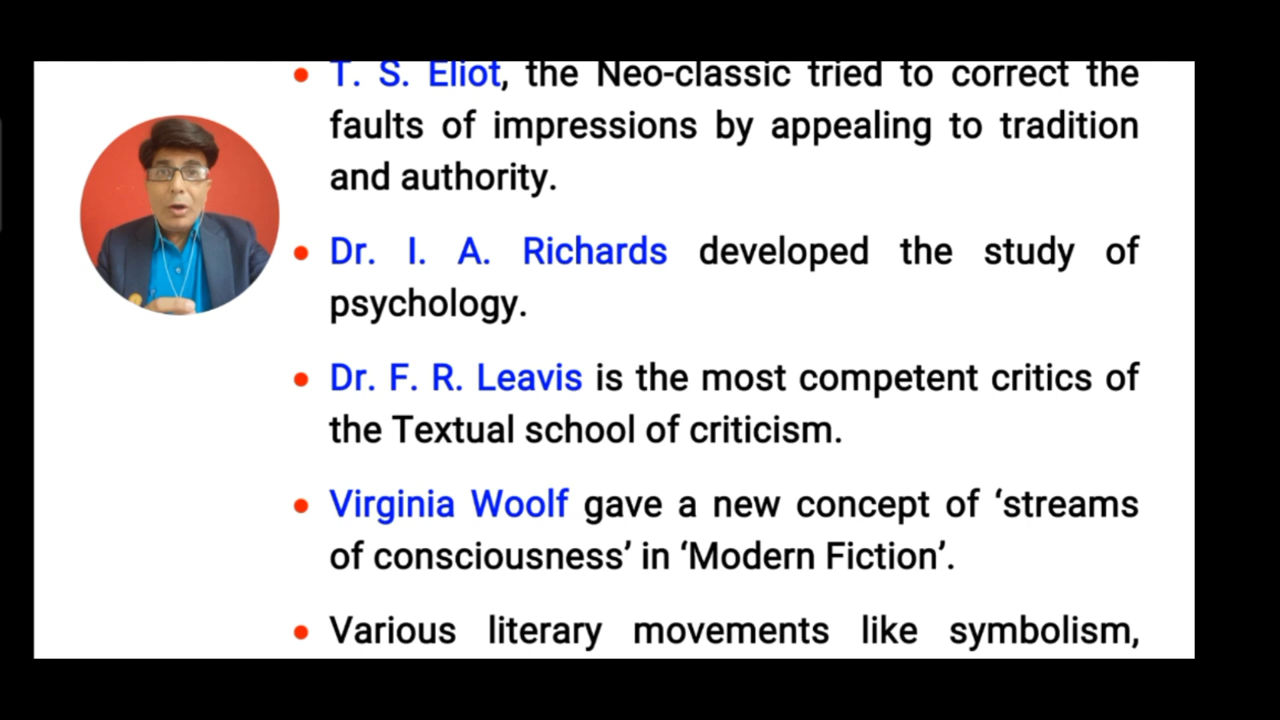 • T. S. Eliot, the Neo-classic tried to correct the
faults of impressions by appealing to tradition
and authority.
• Dr. I. A. Richards developed the study of
psychology.
• Dr. F. R. Leavis is the most competent critics of
the Textual school of criticism.
• Virginia Woolf gave a new concept of ‘streams
of consciousness’ in ‘Modern Fiction’.
• Various literary movements like symbolism,